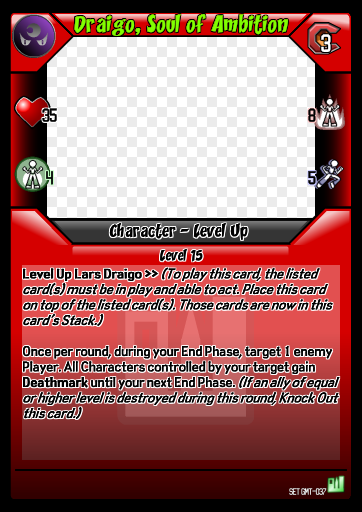 Draigo, Soul of Ambition
3
35
8
4
5
Character - Level Up
Level 15
Level Up Lars Draigo >> (To play this card, the listed
card(s) must be in play and able to act. Place this card
on top of the listed card(s). Those cards are now in this
card's Stack.)
Once per round, during your End Phase, target 1 enemy
Player. All Characters controlled by your target gain
Deathmark until your next End Phase. (If an ally of equal
or higher level is destroyed during this round, Knock Out
this card.)
SET GMT-037